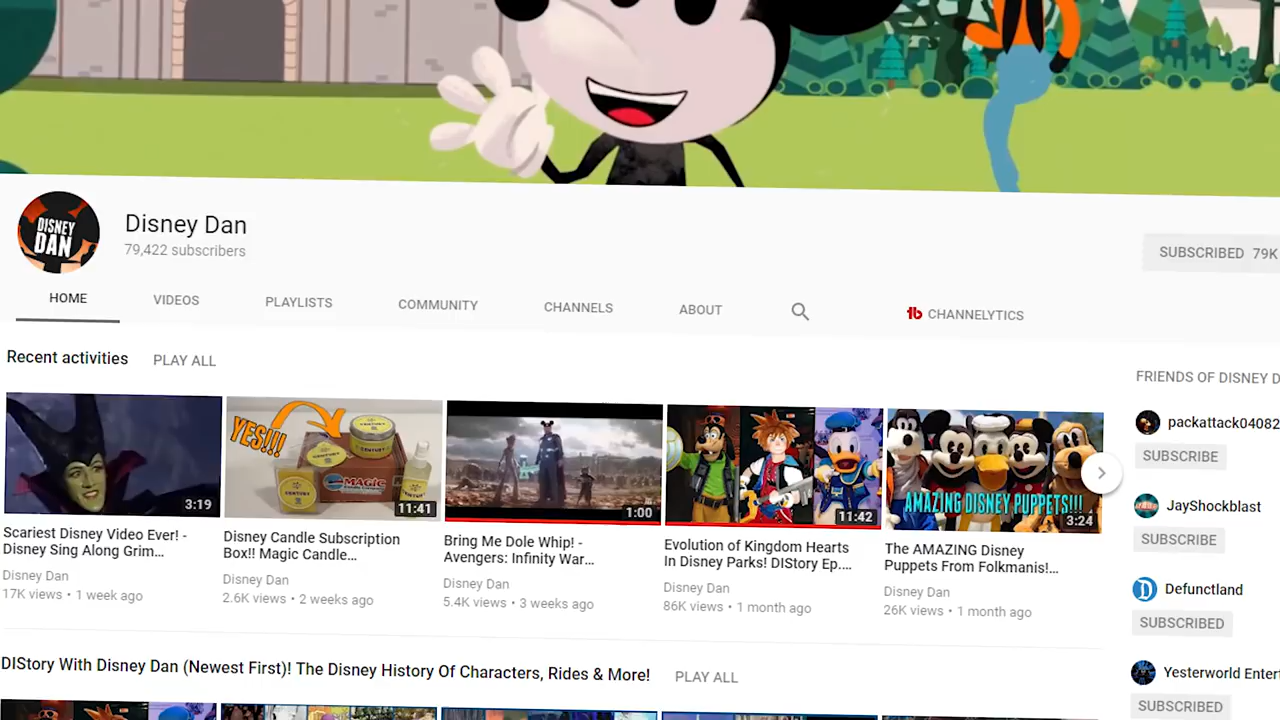 DISNEY
DAN
Disney Dan
79,422 subscribers
SUBSCRIBED 79K
HOME
VIDEOS
PLAYLISTS
COMMUNITY
CHANNELS
ABOUT
tb CHANNELYTICS
Recent activities
PLAY ALL
YES!!!
CENTURY
MAGIC
3:19
11:41
1:00
11:42
AMAZING DISNEY PUPPETS!!!
3:24
Scariest Disney Video Ever! -
Disney Sing Along Grim...
Disney Dan
17K views • 1 week ago
Disney Candle Subscription
Box!! Magic Candle...
Disney Dan
2.6K views • 2 weeks ago
Bring Me Dole Whip! -
Avengers: Infinity War...
Disney Dan
5.4K views • 3 weeks ago
Evolution of Kingdom Hearts
In Disney Parks! DIStory Ep....
Disney Dan
86K views • 1 month ago
The AMAZING Disney
Puppets From Folkmanis!...
Disney Dan
26K views • 1 month ago
FRIENDS OF DISNEY D
packattack04082
SUBSCRIBE
JayShockblast
SUBSCRIBE
Defunctland
SUBSCRIBED
Yesterworld Enter
SUBSCRIBED
DIStory With Disney Dan (Newest First)! The Disney History Of Characters, Rides & More!
PLAY ALL